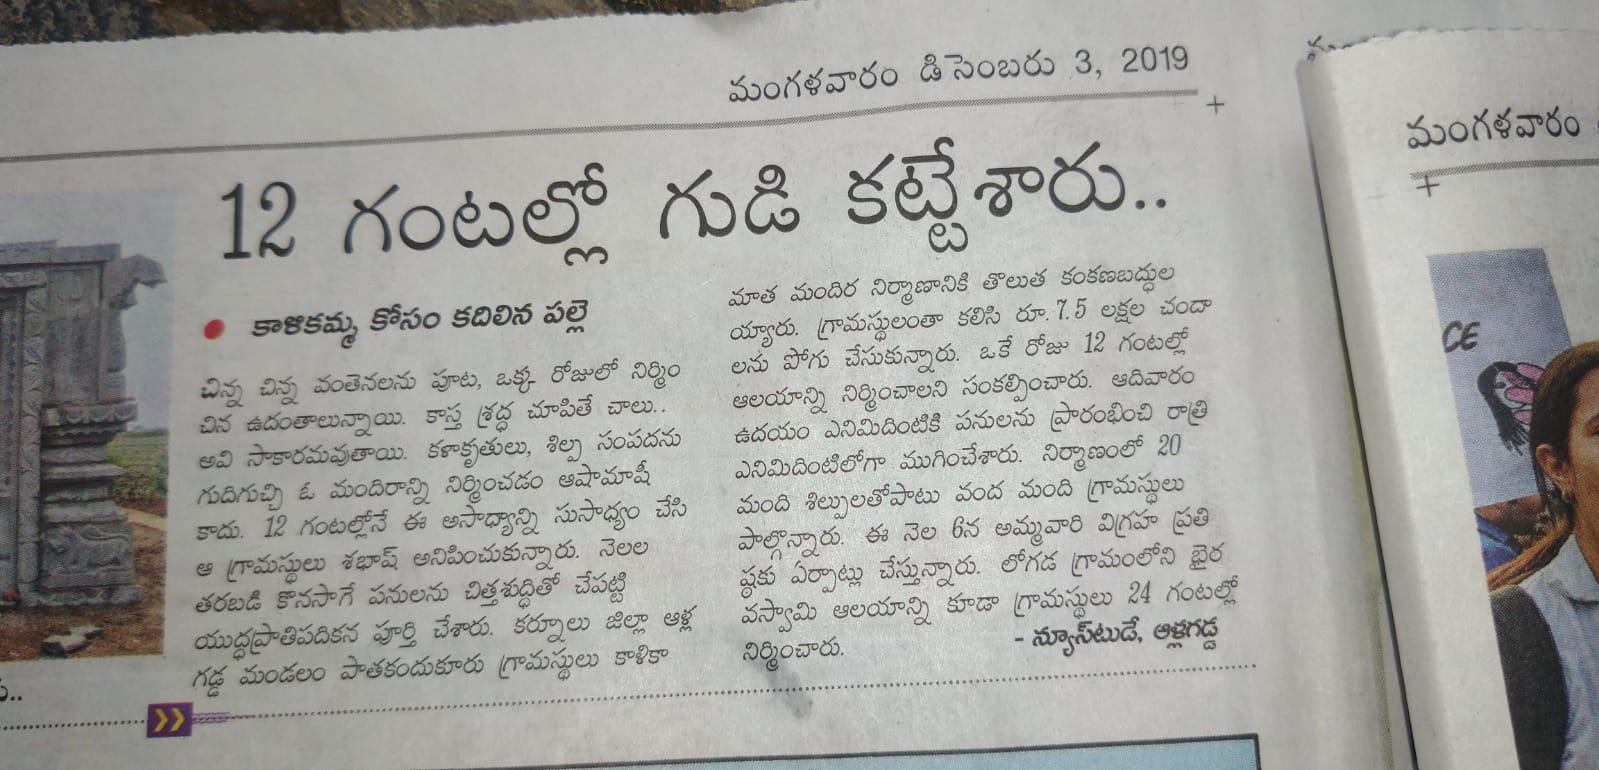 మంగళవారం డిసెంబరు 3, 2019
12 గంటల్లో గుడి కట్టేశారు..
కాళికమ్మ కోసం కదిలిన పల్లె
చిన్న చిన్న వంతెనలను పూట, ఒక్క రోజులో నిర్మిం
చిన ఉదంతాలున్నాయి. కాస్త శ్రద్ధ చూపితే చాలు..
అవి సాకారమవుతాయి. కళాకృతులు, శిల్ప సంపదను
గుదిగుచ్చి ఓ మందిరాన్ని నిర్మించడం ఆషామాషీ
కాదు. 12 గంటల్లోనే ఈ అసాధ్యాన్ని సుసాధ్యం చేసి
ఆ గ్రామస్థులు శభాష్ అనిపించుకున్నారు. నెలల
తరబడి కొనసాగే పనులను చిత్తశుద్ధితో చేపట్టి
యుద్ధప్రాతిపదికన పూర్తి చేశారు. కర్నూలు జిల్లా ఆళ్ల
గడ్డ మండలం పాతకందుకూరు గ్రామస్థులు కాళికా
మాత మందిర నిర్మాణానికి తొలుత కంకణబద్ధుల
య్యారు. గ్రామస్థులంతా కలిసి రూ.7.5 లక్షల చందా
లను పోగు చేసుకున్నారు. ఒకే రోజు 12 గంటల్లో
ఆలయాన్ని నిర్మించాలని సంకల్పించారు. ఆదివారం
ఉదయం ఎనిమిదింటికి పనులను ప్రారంభించి రాత్రి
ఎనిమిదింటిలోగా ముగించేశారు. నిర్మాణంలో 20
మంది శిల్పులతోపాటు వంద మంది గ్రామస్థులు
పాల్గొన్నారు. ఈ నెల 6న అమ్మవారి విగ్రహ ప్రతి
ష్ఠకు ఏర్పాట్లు చేస్తున్నారు. లోగడ గ్రామంలోని భైర
వస్వామి ఆలయాన్ని కూడా గ్రామస్థులు 24 గంటల్లో
నిర్మించారు.
- న్యూస్‌టుడే, ఆళ్లగడ్డ
మంగళవారం
CE